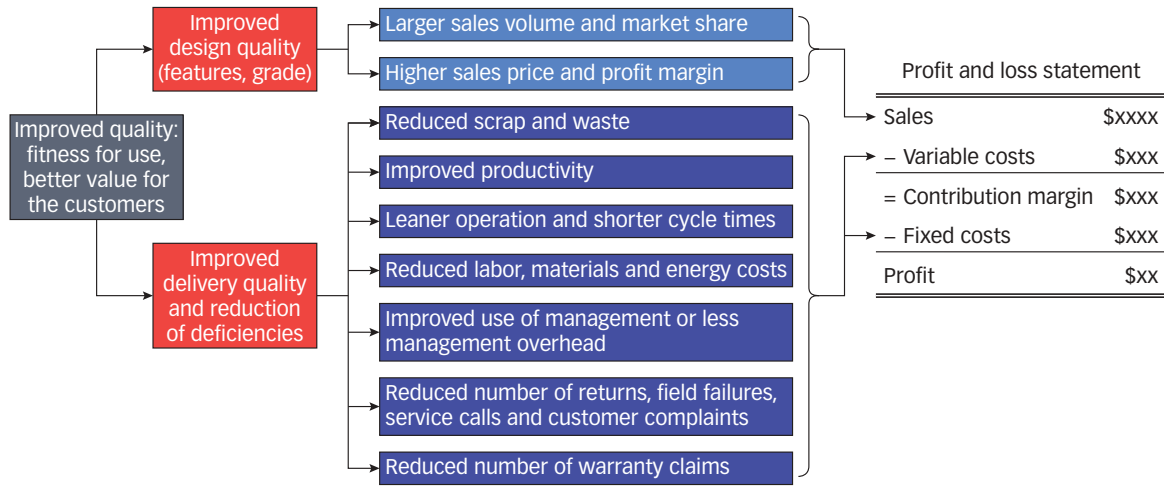 Improved quality:
fitness for use,
better value for
the customers
Improved
design quality
(features, grade)
Improved
delivery quality
and reduction
of deficiencies
Larger sales volume and market share
Higher sales price and profit margin
Reduced scrap and waste
Improved productivity
Leaner operation and shorter cycle times
Reduced labor, materials and energy costs
Improved use of management or less
management overhead
Reduced number of returns, field failures,
service calls and customer complaints
Reduced number of warranty claims
Profit and loss statement
Sales $xxxx
– Variable costs $xxx
= Contribution margin $xxx
– Fixed costs $xxx
Profit $xx